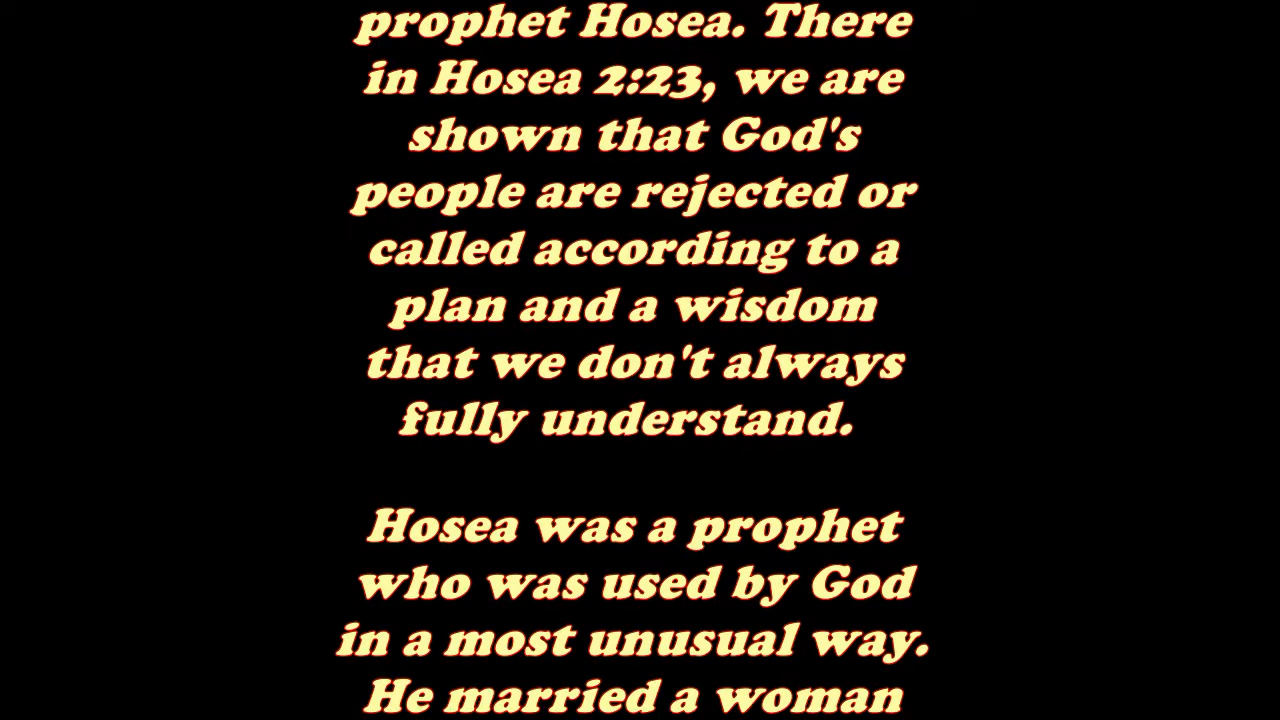 prophet Hosea. There
in Hosea 2:23, we are
shown that God's
people are rejected or
called according to a
plan and a wisdom
that we don't always
fully understand.
Hosea was a prophet
who was used by God
in a most unusual way.
He married a woman